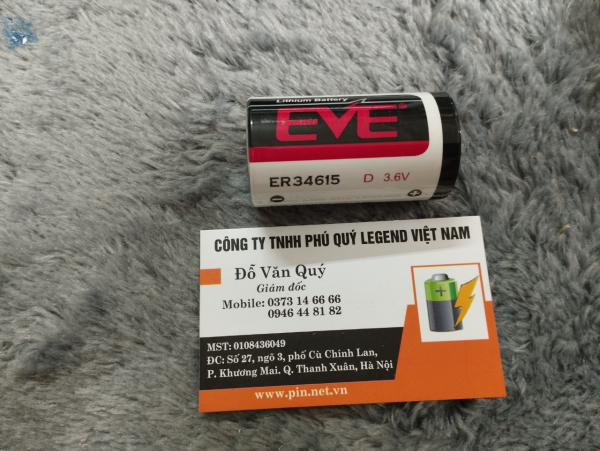 Lithium Battery
EVE
ER34615 D 3.6V
CÔNG TY TNHH PHÚ QUÝ LEGEND VIỆT NAM
Đỗ Văn Quý
Giám đốc
Mobile: 0373 14 66 66
0946 44 81 82
MST: 0108436049
ĐC: Số 27, ngõ 3, phố Cù Chính Lan,
P. Khương Mai. Q. Thanh Xuân, Hà Nội
www.pin.net.vn